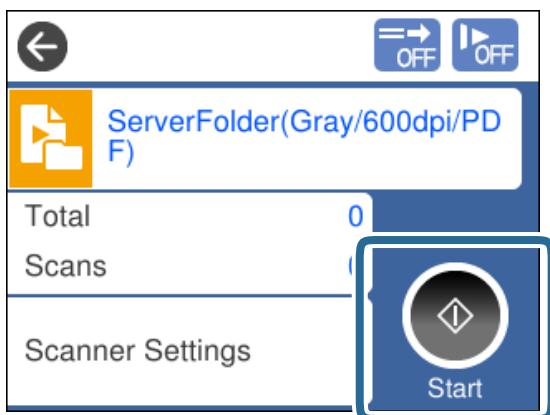 OFF
OFF
ServerFolder(Gray/600dpi/PD
F)
Total 0
Scans
Scanner Settings
Start